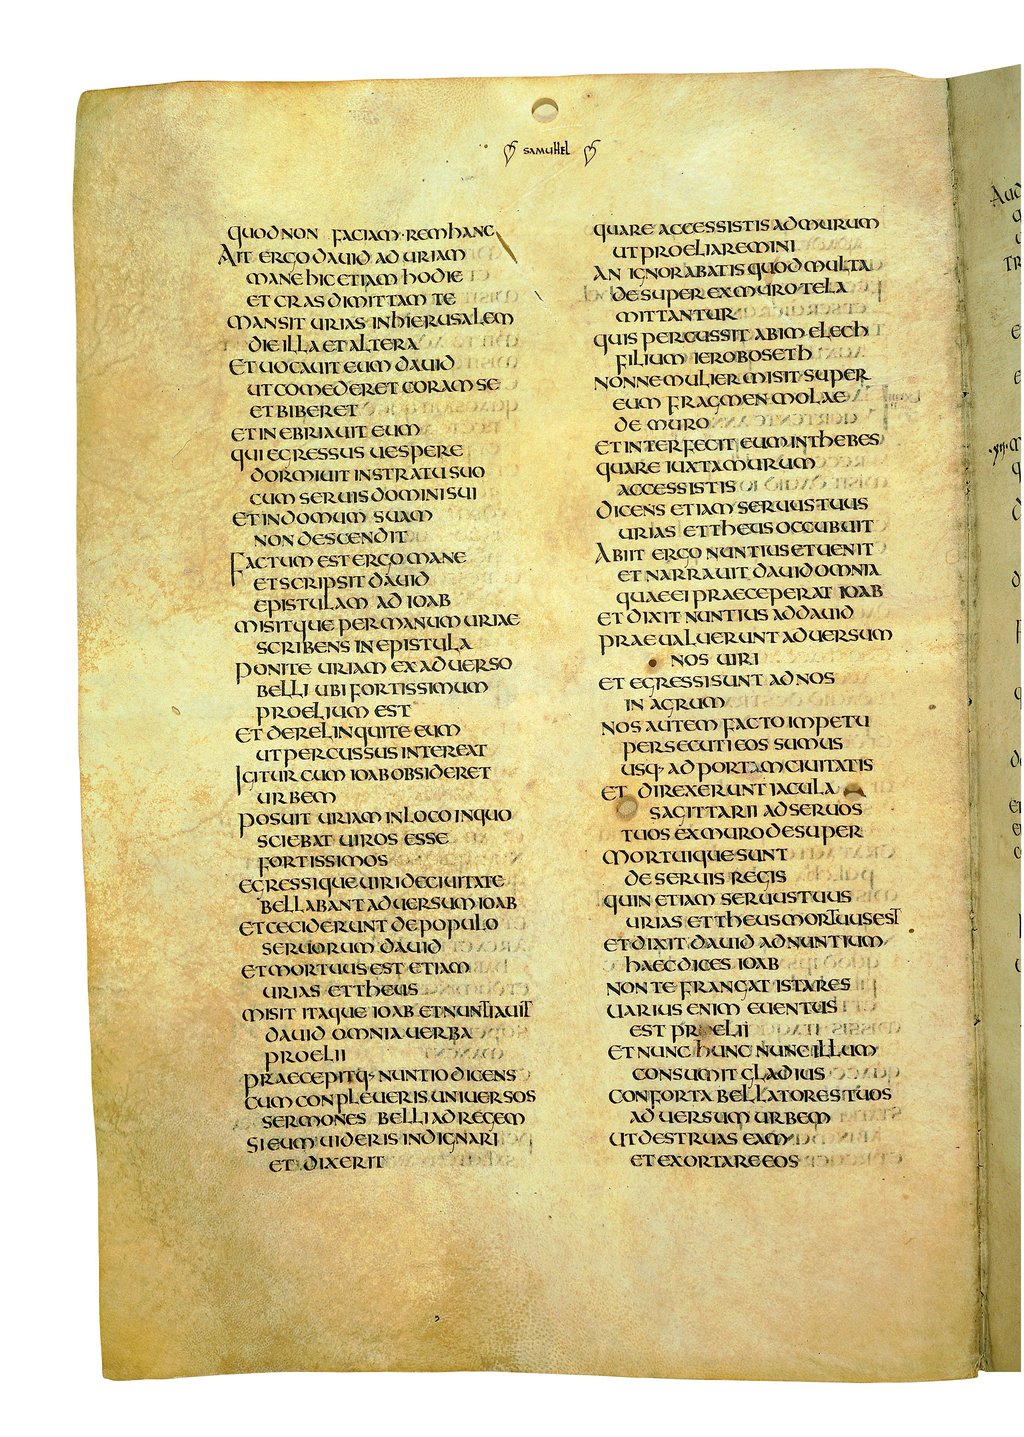 SAMUHEL
QUOD NON FACIAM · REM HANC
AIT ERGO DAUID AD URIAM
MANE HIC ETIAM HODIE
ET CRAS DIMITTAM TE
MANSIT URIAS IN HIERUSALEM
DIE ILLA ET ALTERA
ET UOCAUIT EUM DAUID
UT COMEDERET CORAM SE
ET BIBERET
ET INEBRIAUIT EUM
QUI EGRESSUS UESPERE
DORMIUIT IN STRATU SUO
CUM SERUIS DOMINI SUI
ET IN DOMUM SUAM
NON DESCENDIT
FACTUM EST ERGO MANE
ET SCRIPSIT DAUID
EPISTULAM AD IOAB
MISITQUE PER MANUM URIAE
SCRIBENS IN EPISTULA
PONITE URIAM EX ADUERSO
BELLI UBI FORTISSIMUM
PROELIUM EST
ET DERELINQUITE EUM
UT PERCUSSUS INTEREAT
IGITUR CUM IOAB OBSIDERET
URBEM
POSUIT URIAM IN LOCO IN QUO
SCIEBAT UIROS ESSE
FORTISSIMOS
EGRESSIQUE UIRI DE CIUITATE
BELLABANT ADUERSUM IOAB
ET CECIDERUNT DE POPULO
SERUORUM DAUID
ET MORTUUS EST ETIAM
URIAS ETTHEUS
MISIT ITAQUE IOAB ET NUNTIAUIT
DAUID OMNIA UERBA
PROELII
PRAECEPITQ· NUNTIO DICENS
CUM CONPLEUERIS UNIUERSOS
SERMONES BELLI AD REGEM
SI EUM UIDERIS INDIGNARI
ET DIXERIT
QUARE ACCESSISTIS AD MURUM
UT PROELIAREMINI
AN IGNORABATIS QUOD MULTA
DESUPER EX MURO TELA
MITTANTUR
QUIS PERCUSSIT ABIMELECH
FILIUM IEROBOSETH
NONNE MULIER MISIT SUPER
EUM FRAGMEN MOLAE
DE MURO
ET INTERFECIT EUM IN THEBES
QUARE IUXTA MURUM
ACCESSISTIS
DICENS ETIAM SERUUS TUUS
URIAS ETTHEUS OCCUBUIT
ABIIT ERGO NUNTIUS ET UENIT
ET NARRAUIT DAUID OMNIA
QUAE EI PRAECEPERAT IOAB
ET DIXIT NUNTIUS AD DAUID
PRAEUALUERUNT ADUERSUM
NOS UIRI
ET EGRESSI SUNT AD NOS
IN AGRUM
NOS AUTEM FACTO IMPETU
PERSECUTI EOS SUMUS
USQ· AD PORTAM CIUITATIS
ET DIREXERUNT IACULA
SAGITTARII AD SERUOS
TUOS EX MURO DESUPER
MORTUIQUE SUNT
DE SERUIS REGIS
QUIN ETIAM SERUUS TUUS
URIAS ETTHEUS MORTUUS EST
ET DIXIT DAUID AD NUNTIUM
HAEC DICES IOAB
NON TE FRANGAT ISTA RES
UARIUS ENIM EUENTUS
EST PROELII
ET NUNC HUNC NUNC ILLUM
CONSUMIT GLADIUS
CONFORTA BELLATORES TUOS
ADUERSUM URBEM
UT DESTRUAS EAM
ET EXORTARE EOS